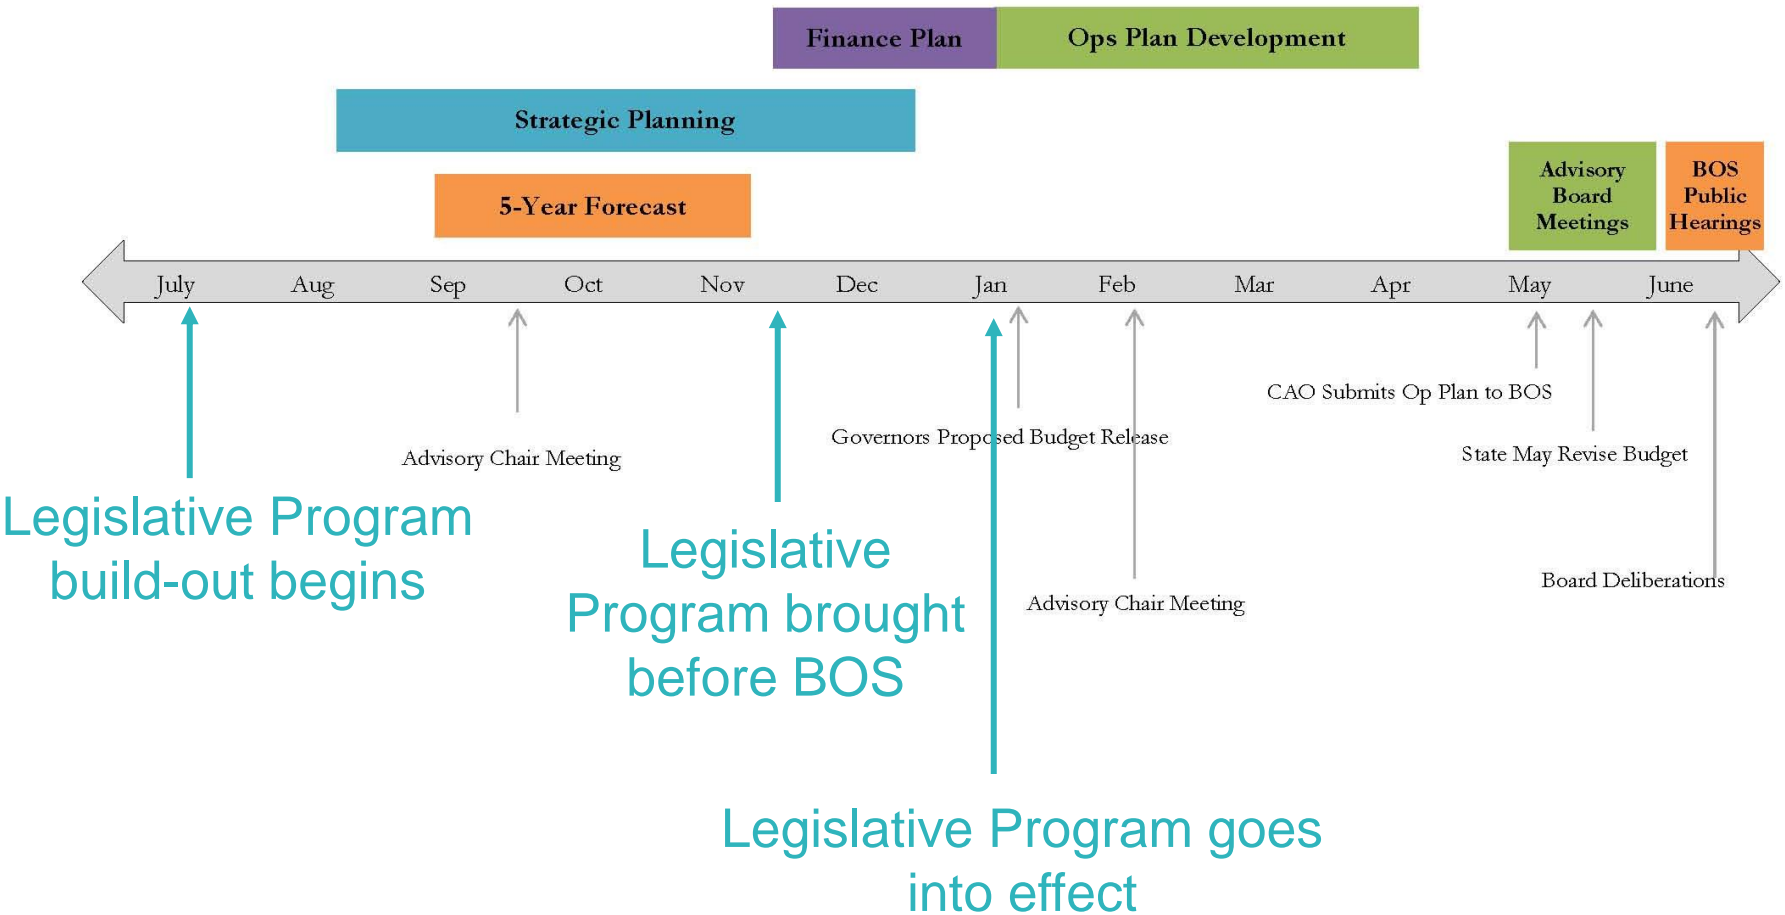 Finance Plan
Ops Plan Development
Strategic Planning
5-Year Forecast
Advisory
Board
Meetings
BOS
Public
Hearings
July Aug Sep Oct Nov Dec Jan Feb Mar Apr May June
CAO Submits Op Plan to BOS
Governors Proposed Budget Release
Advisory Chair Meeting
State May Revise Budget
Legislative Program
build-out begins
Legislative
Program brought
before BOS
Board Deliberations
Advisory Chair Meeting
Legislative Program goes
into effect